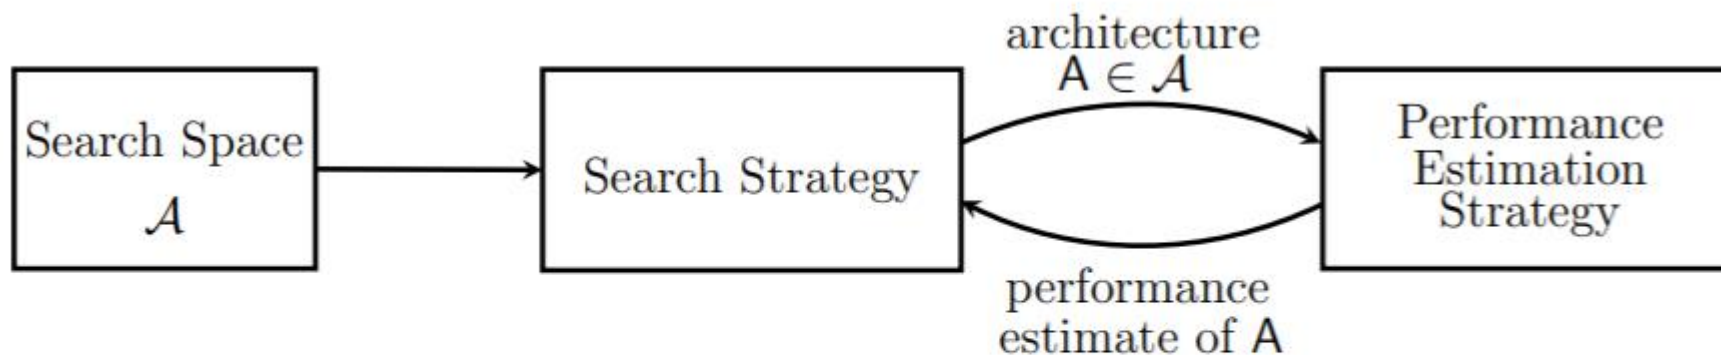 Search Space
𝒜
Search Strategy
architecture
A ∈ 𝒜
performance
estimate of A
Performance
Estimation
Strategy